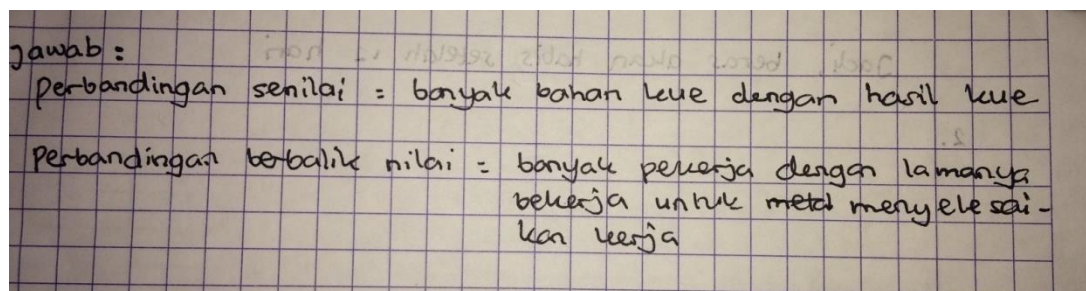 Jawab :
Perbandingan senilai = banyak bahan kue dengan hasil kue
Perbandingan berbalik nilai = banyak pekerja dengan lamanya
bekerja untuk menyelesai-
kan kerja